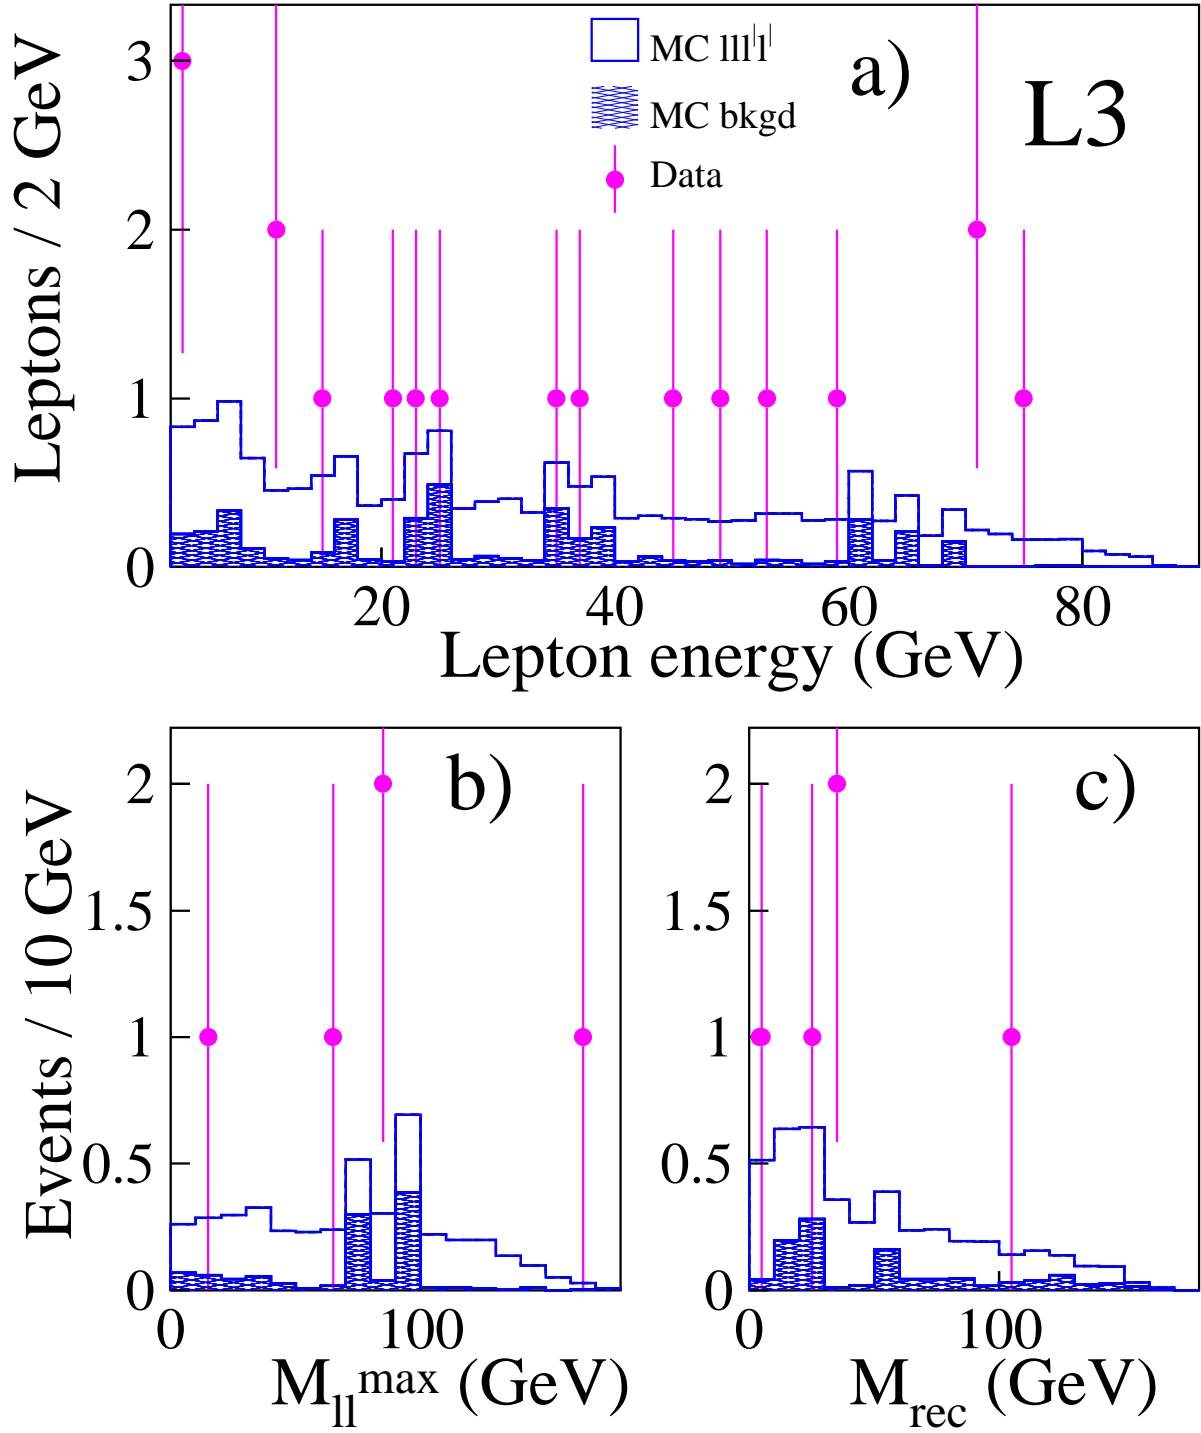 MC lll|l|
MC bkgd
Data
a)
L3
Leptons / 2 GeV
3
2
1
0
20
40
60
80
Lepton energy (GeV)
b)
Events / 10 GeV
2
1.5
1
0.5
0
0
100
M_ll^max (GeV)
c)
2
1.5
1
0.5
0
0
100
M_rec (GeV)